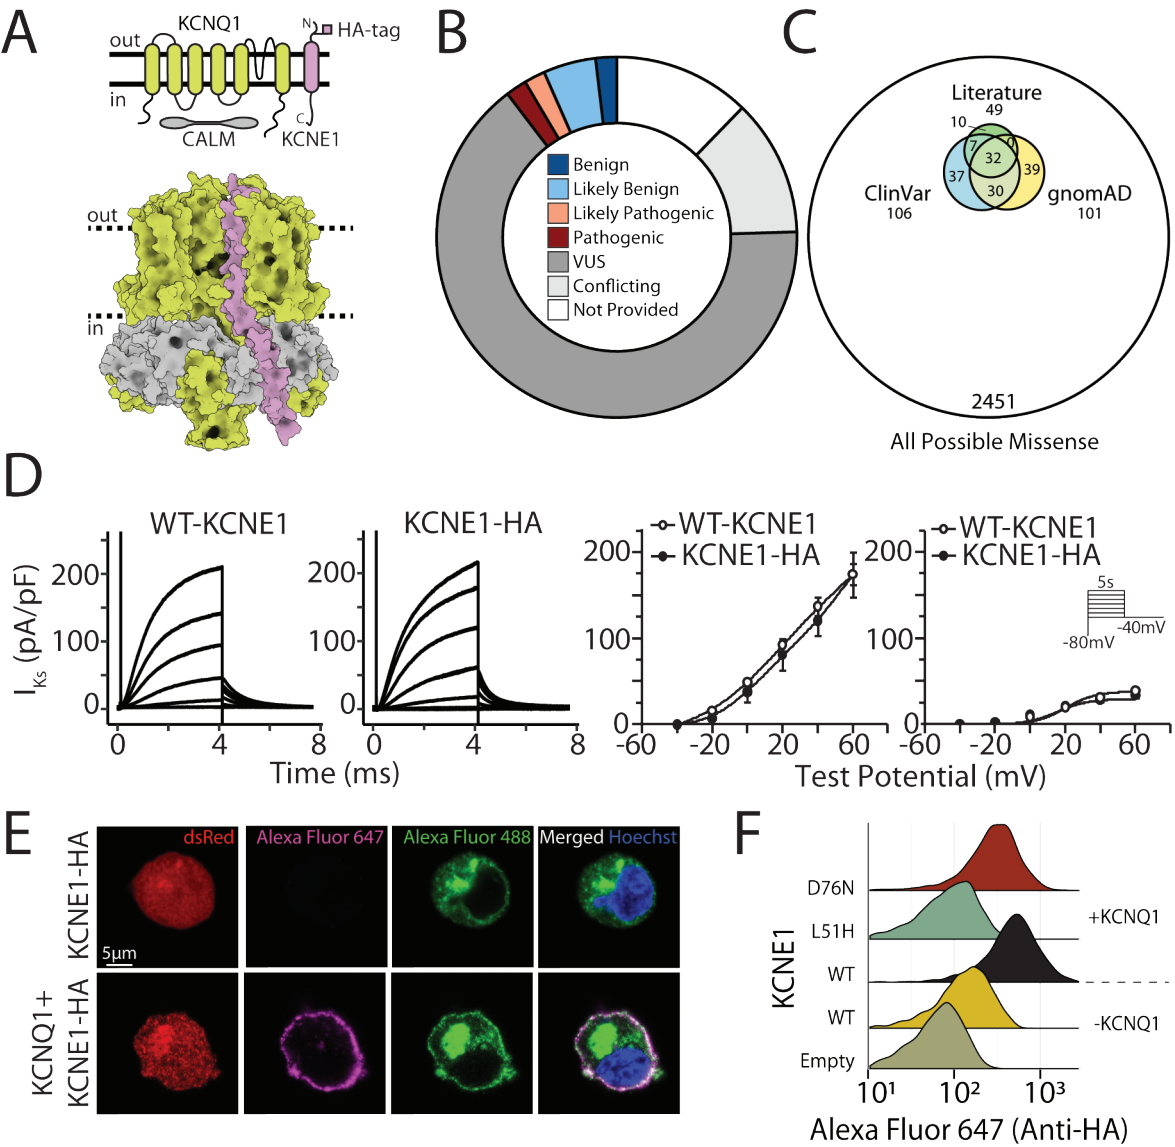 A
KCNQ1
N
HA-tag
out
in
C
CALM
KCNE1
out
in
B
Benign
Likely Benign
Likely Pathogenic
Pathogenic
VUS
Conflicting
Not Provided
C
Literature
49
10
7
0
32
37
39
30
ClinVar
106
gnomAD
101
2451
All Possible Missense
D
WT-KCNE1
KCNE1-HA
IKs (pA/pF)
200
100
0
0
4
8
200
100
0
0
4
8
Time (ms)
WT-KCNE1
KCNE1-HA
200
100
0
-60
-20
20
60
WT-KCNE1
KCNE1-HA
200
100
0
-60
-20
20
60
5s
-40mV
-80mV
Test Potential (mV)
E
KCNE1-HA
dsRed
Alexa Fluor 647
Alexa Fluor 488
Merged Hoechst
5µm
KCNQ1+
KCNE1-HA
F
KCNE1
D76N
L51H
WT
WT
Empty
+KCNQ1
-KCNQ1
10¹
10²
10³
Alexa Fluor 647 (Anti-HA)